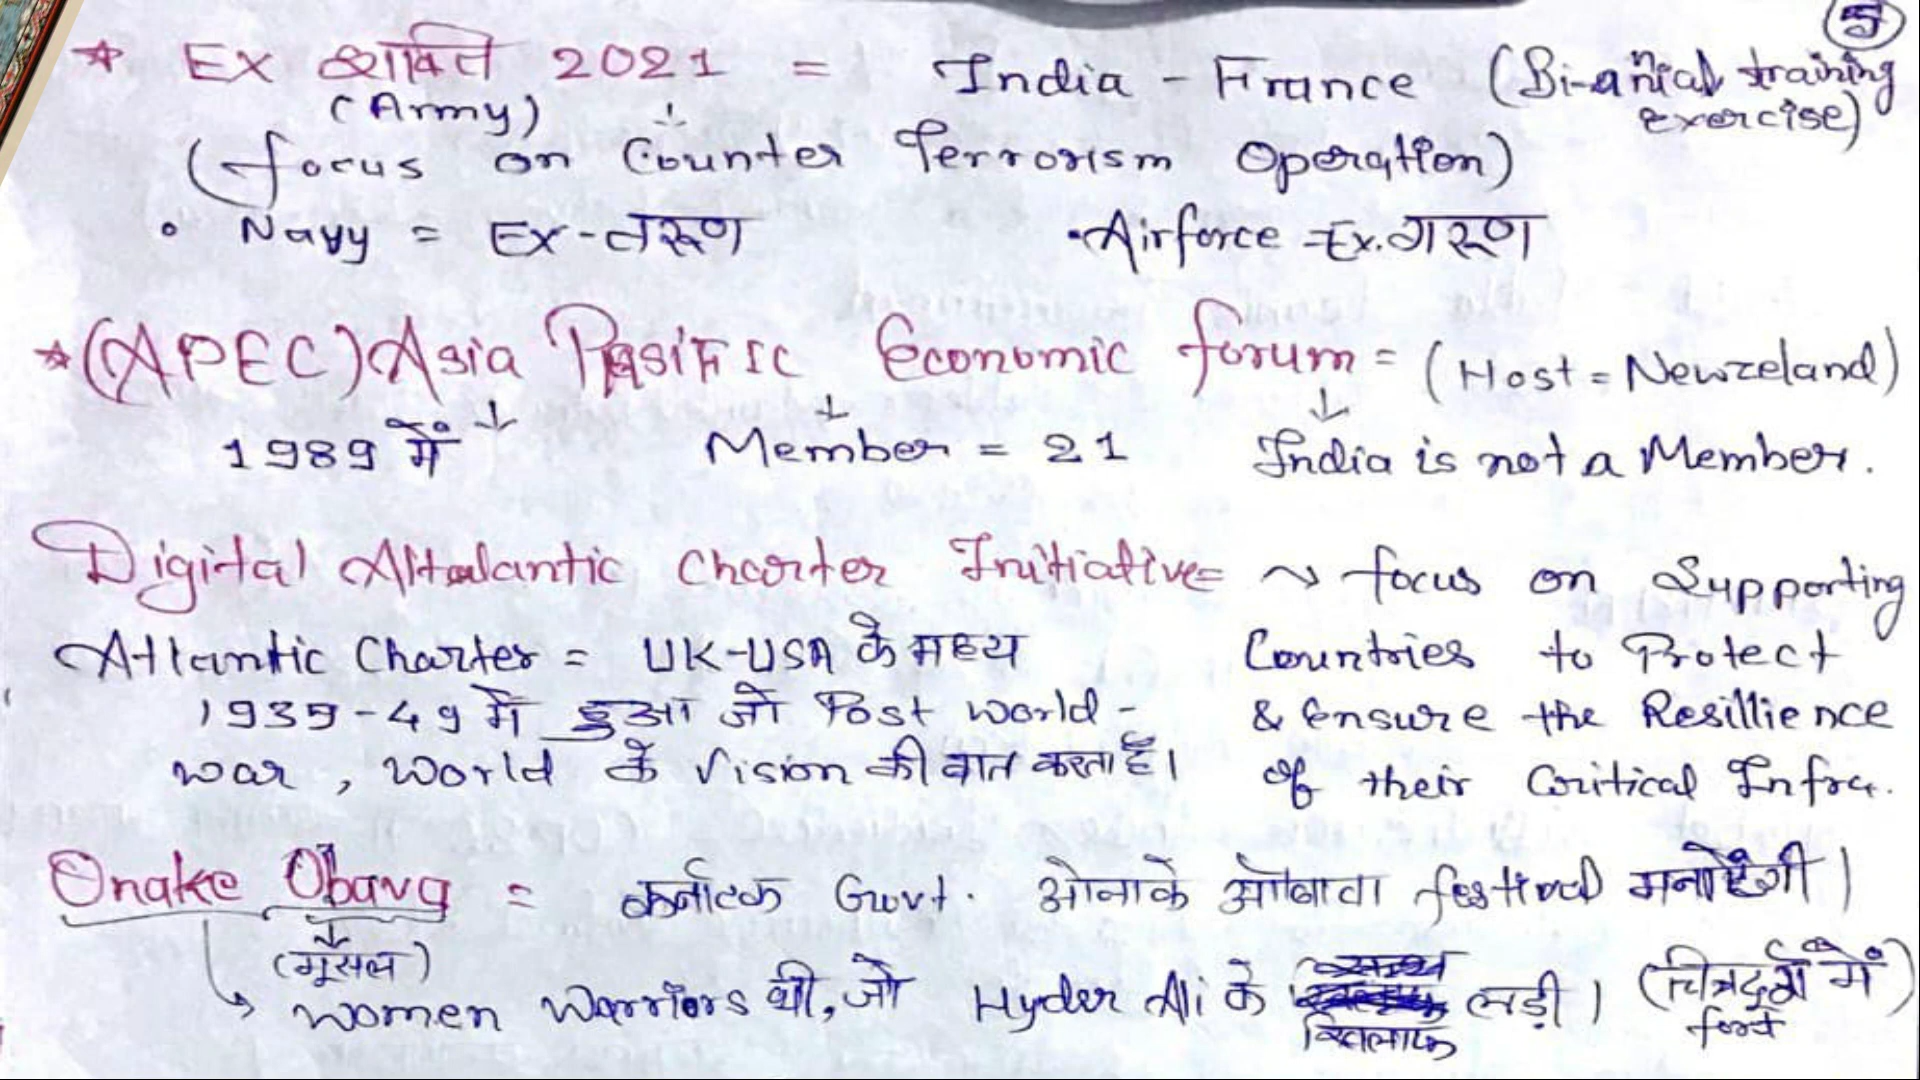 5
* Ex शक्ति 2021 = India - France (Bi-annial training
(Army) exercise)
(focus on Counter Terrorism Operation)
• Navy = Ex-वरूण •Airforce = Ex. गरूण
* (APEC) Asia Pasific Economic forum = (Host = Newzeland)
1989 में Member = 21 India is not a Member.
Digital Altalantic Charter Initiative = ~> focus on Supporting
Atlantic Charter = UK-USA के मध्य Countries to Protect
1939-49 में हुआ जो Post world- & Ensure the Resillience
war, World के Vision की बात करता है। of their Critical Infra.
Onake Obava = कर्नाटक Govt. ओनाके ओबावा festival मनाऐगी।
(मूसल)
women warriors थी, जो Hyder Ali के खिलाफ लड़ी। (चित्रदुर्ग में)
fort